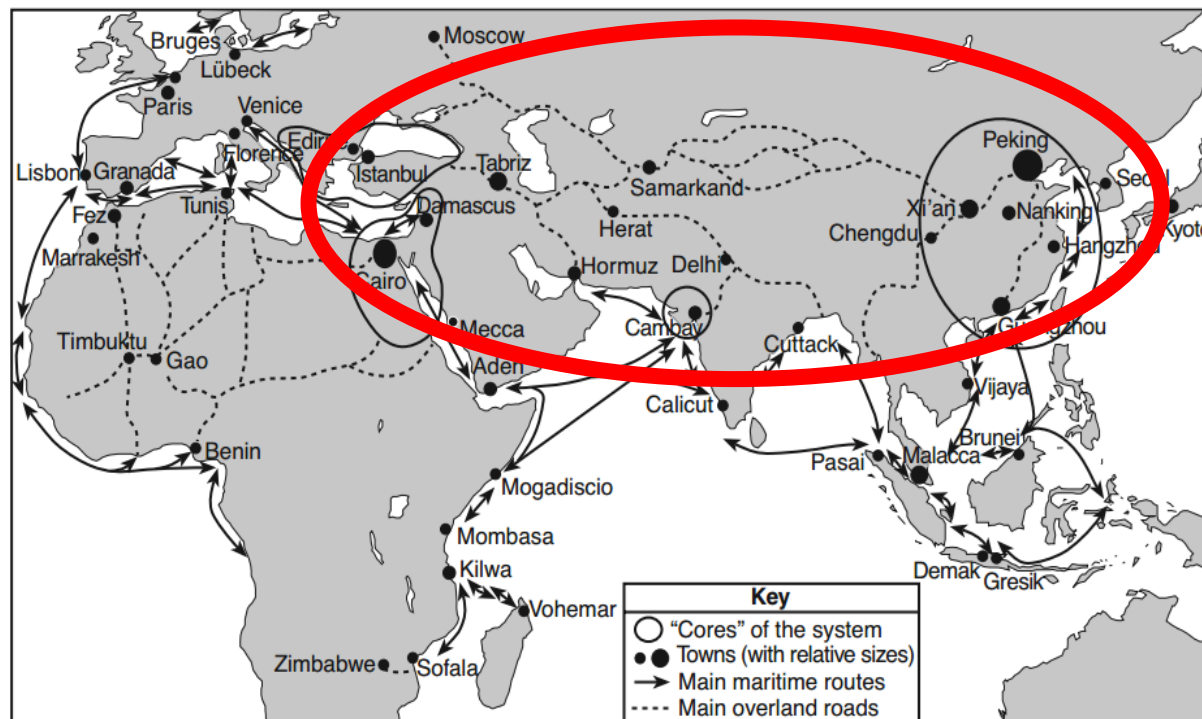 Moscow
Bruges
Lübeck
Paris
Venice
Edirne
Florence
Istanbul
Tabriz
Peking
Lisbon
Granada
Samarkand
Seoul
Tunis
Damascus
Xi'an
Nanking
Kyoto
Fez
Herat
Chengdu
Hangzhou
Marrakesh
Cairo
Hormuz
Delhi
Mecca
Cambay
Guangzhou
Timbuktu
Gao
Cuttack
Aden
Calicut
Vijaya
Benin
Brunei
Pasai
Malacca
Mogadiscio
Mombasa
Kilwa
Demak
Gresik
Vohemar
Zimbabwe
Sofala
Key
"Cores" of the system
Towns (with relative sizes)
Main maritime routes
Main overland roads